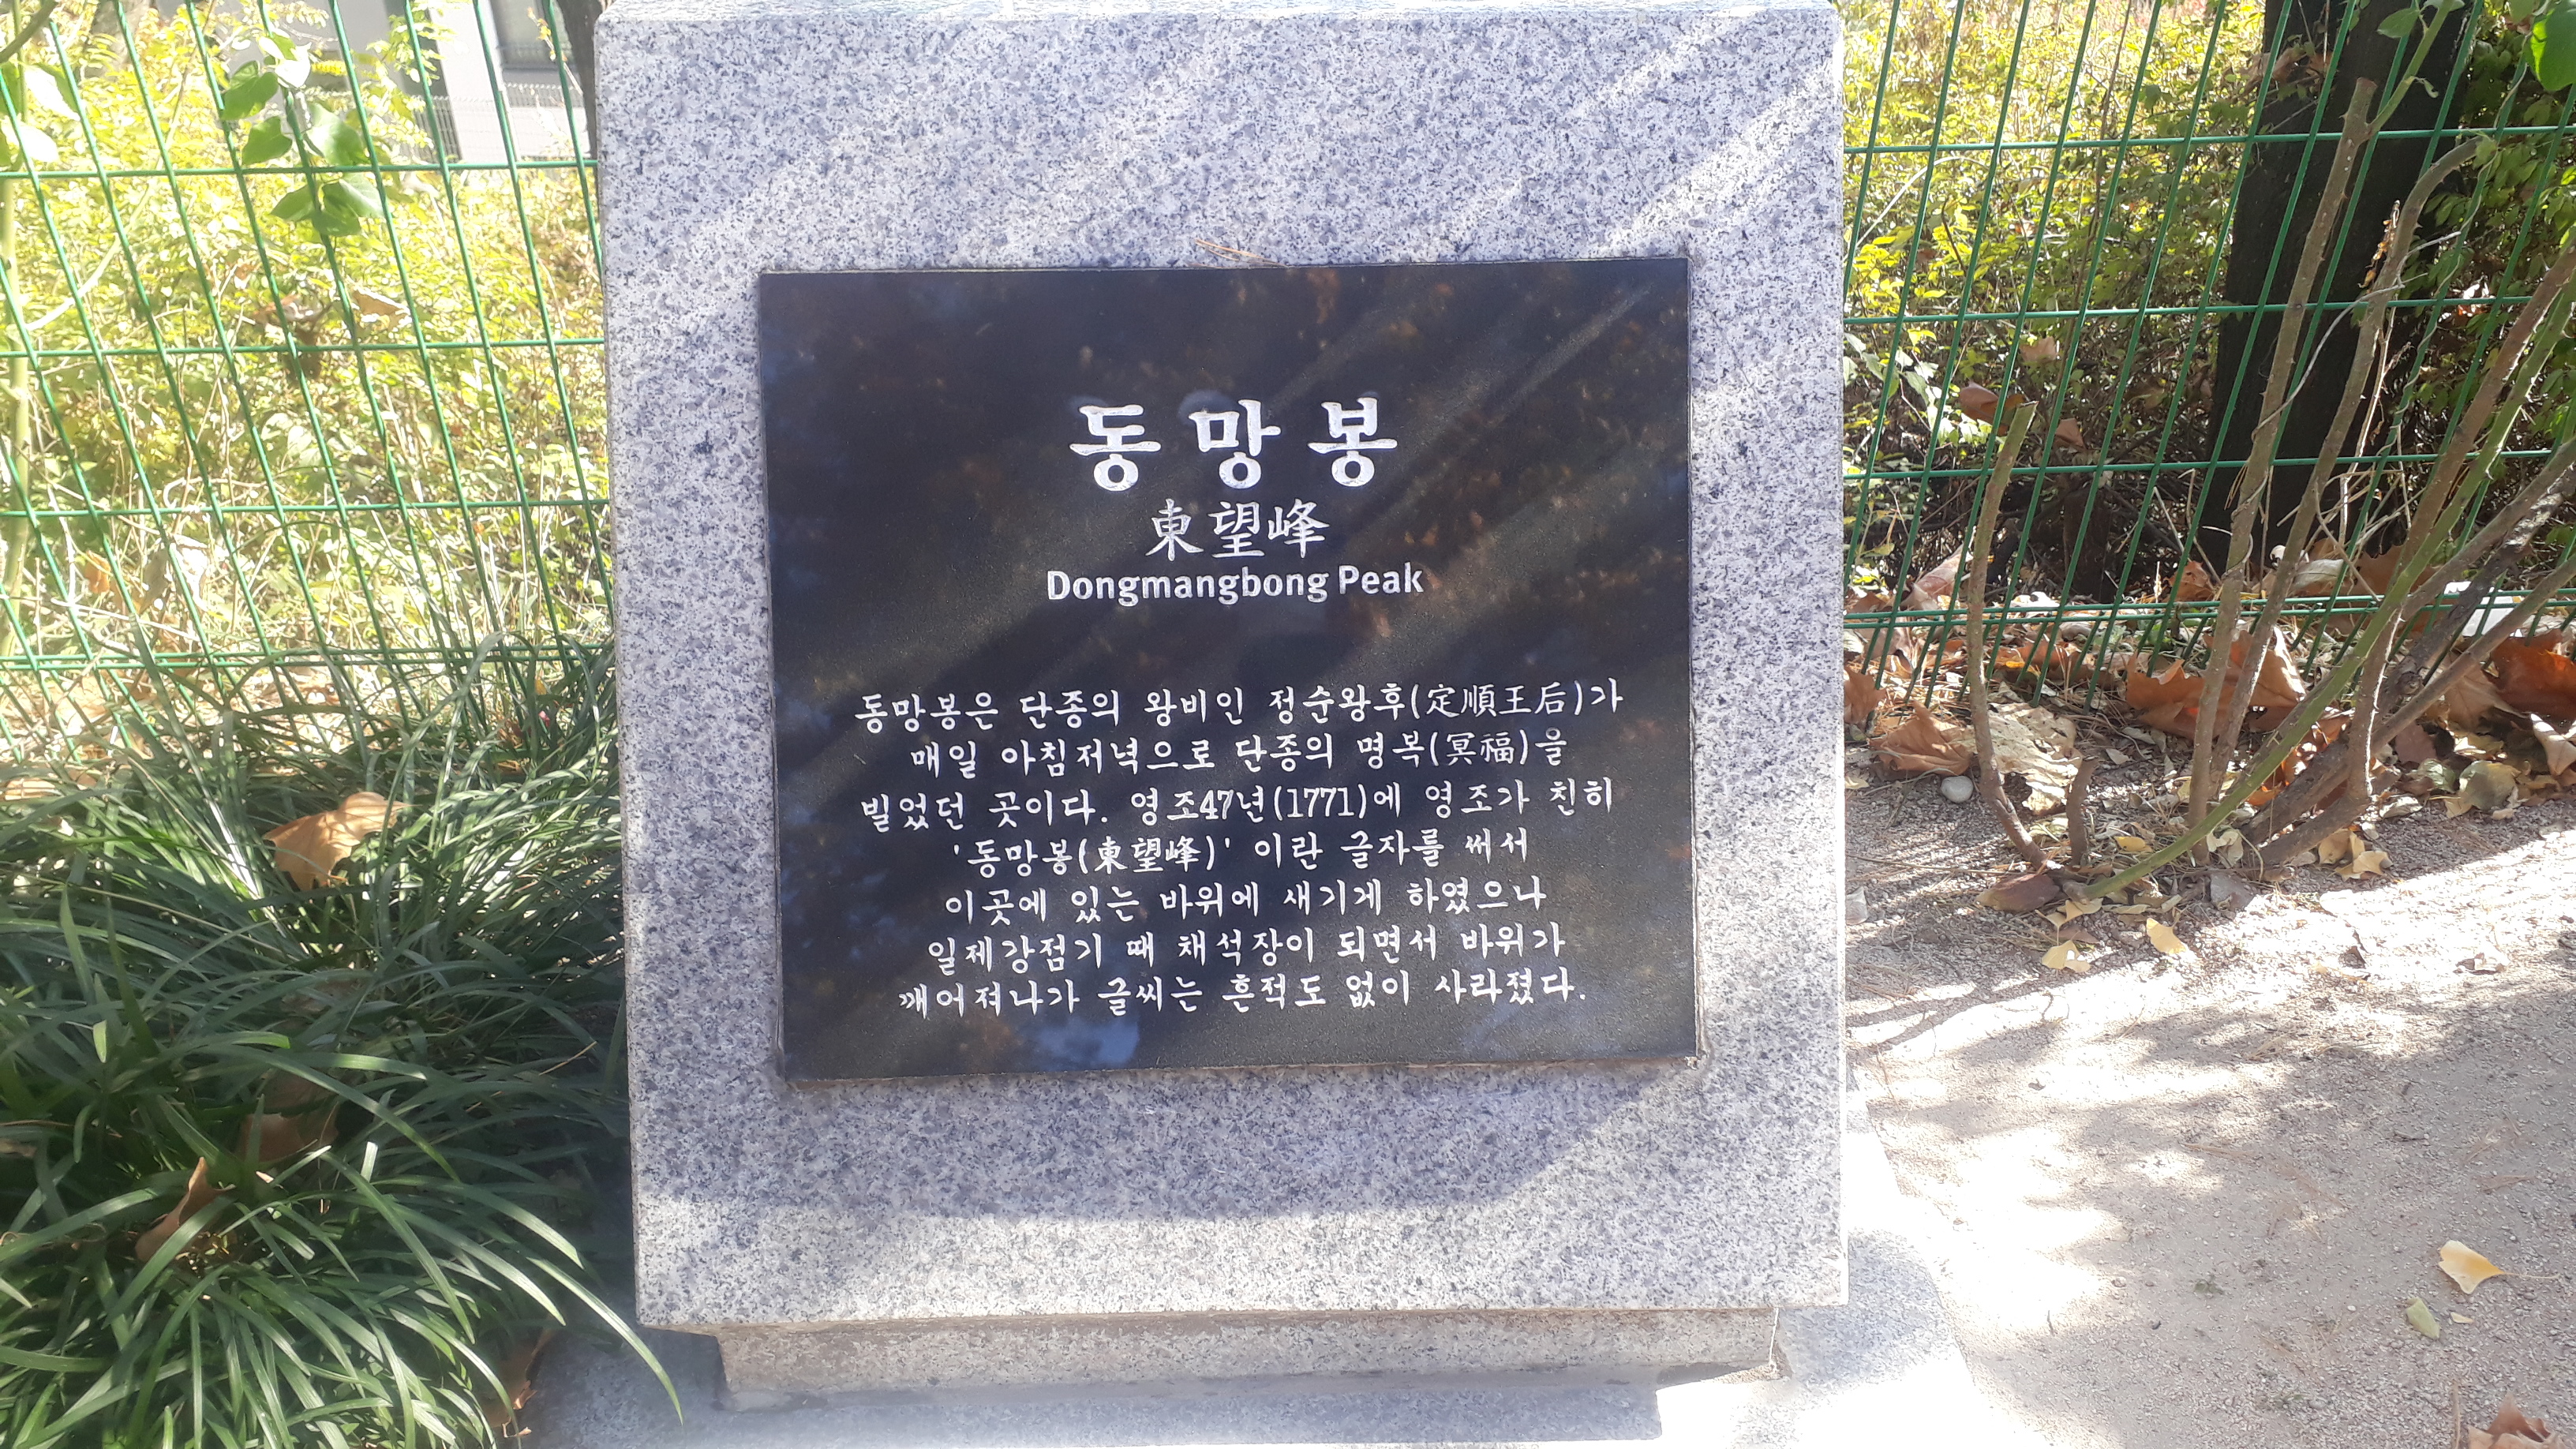 동망봉
東望峰
Dongmangbong Peak
동망봉은 단종의 왕비인 정순왕후(定順王后)가
매일 아침저녁으로 단종의 명복(冥福)을
빌었던 곳이다. 영조47년(1771)에 영조가 친히
'동망봉(東望峰)' 이란 글자를 써서
이곳에 있는 바위에 새기게 하였으나
일제강점기 때 채석장이 되면서 바위가
깨어져나가 글씨는 흔적도 없이 사라졌다.